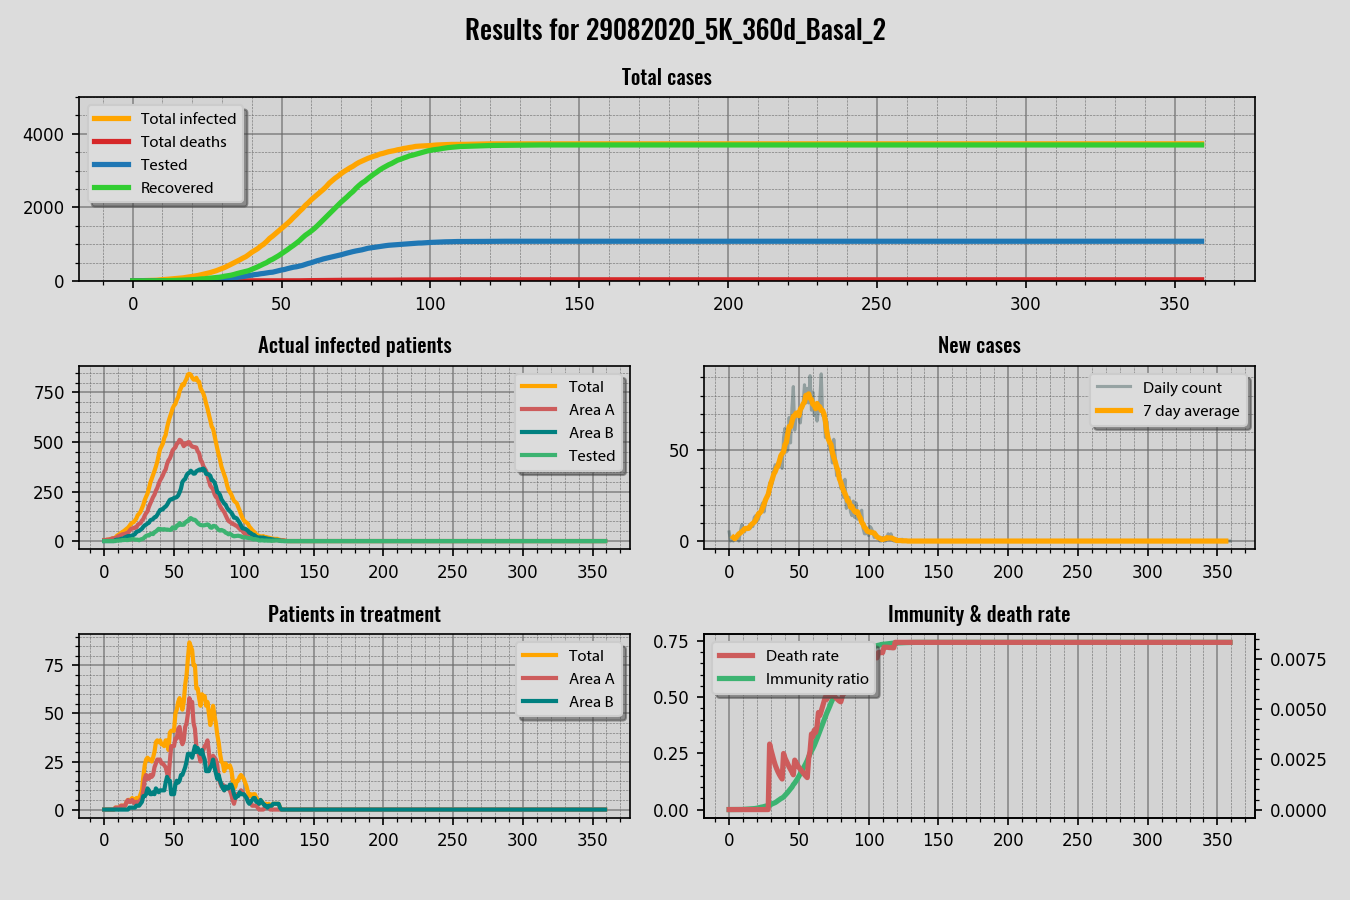 Results for 29082020_5K_360d_Basal_2
Total cases
Total infected
Total deaths
Tested
Recovered
4000
2000
0
0 50 100 150 200 250 300 350
Actual infected patients
Total
Area A
Area B
Tested
750
500
250
0
0 50 100 150 200 250 300 350
New cases
Daily count
7 day average
50
0
0 50 100 150 200 250 300 350
Patients in treatment
Total
Area A
Area B
75
50
25
0
0 50 100 150 200 250 300 350
Immunity & death rate
Death rate
Immunity ratio
0.75
0.50
0.25
0.00
0.0075
0.0050
0.0025
0.0000
0 50 100 150 200 250 300 350